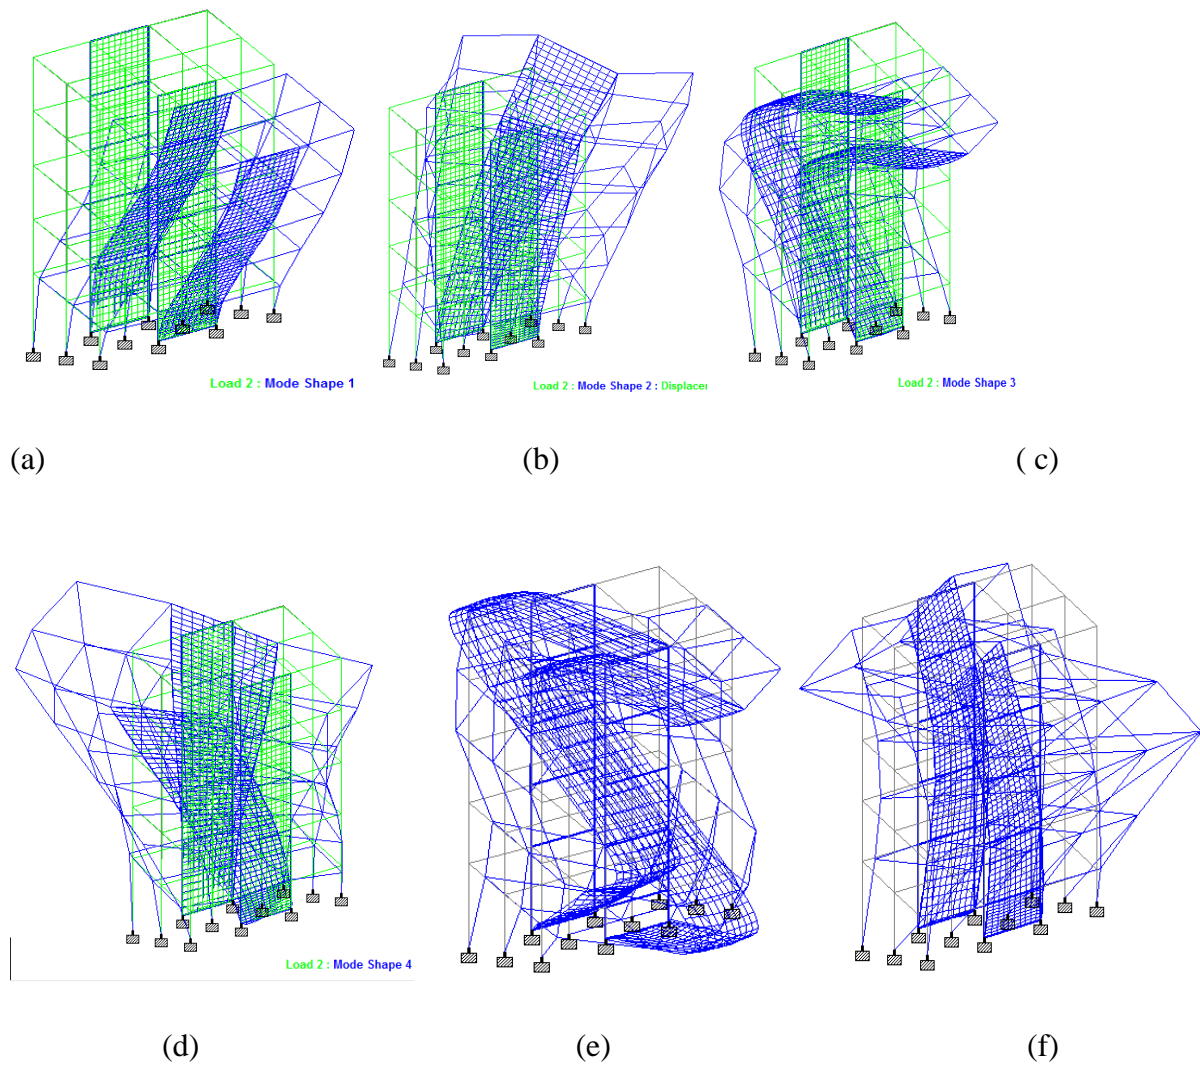 Load 2 : Mode Shape 1
Load 2 : Mode Shape 2 : Displacer
Load 2 : Mode Shape 3
(a)
(b)
( c)
Load 2 : Mode Shape 4
(d)
(e)
(f)